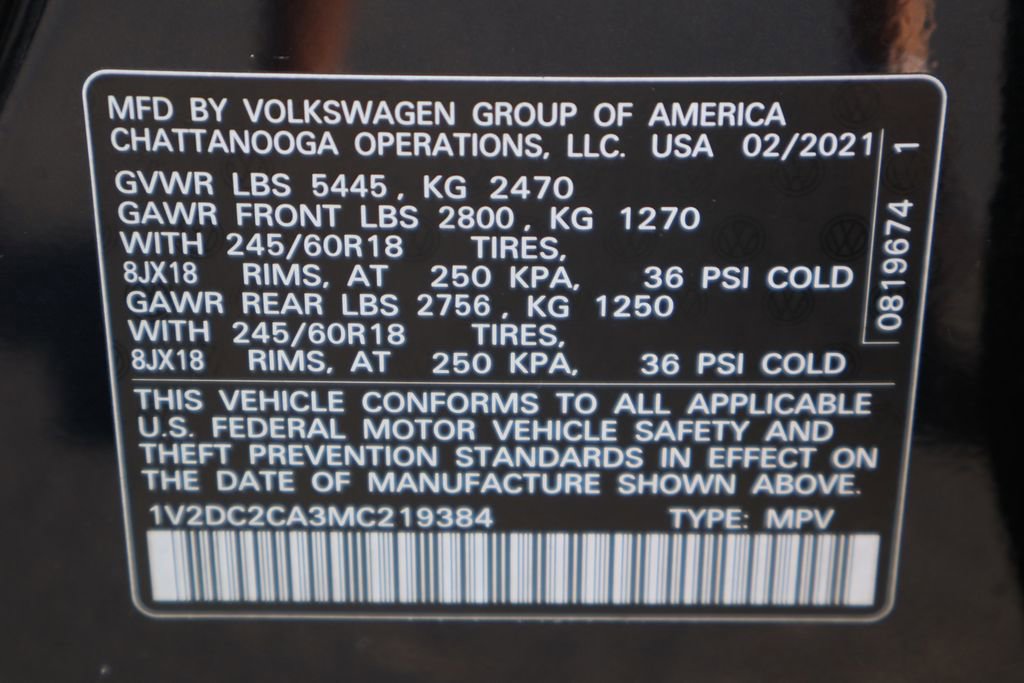 MFD BY VOLKSWAGEN GROUP OF AMERICA
CHATTANOOGA OPERATIONS, LLC. USA 02/2021
GVWR LBS 5445, KG 2470
GAWR FRONT LBS 2800, KG 1270
WITH 245/60R18 TIRES,
8JX18 RIMS, AT 250 KPA, 36 PSI COLD
GAWR REAR LBS 2756, KG 1250
WITH 245/60R18 TIRES,
8JX18 RIMS, AT 250 KPA, 36 PSI COLD
0819674 1
THIS VEHICLE CONFORMS TO ALL APPLICABLE
U.S. FEDERAL MOTOR VEHICLE SAFETY AND
THEFT PREVENTION STANDARDS IN EFFECT ON
THE DATE OF MANUFACTURE SHOWN ABOVE.
1V2DC2CA3MC219384 TYPE: MPV